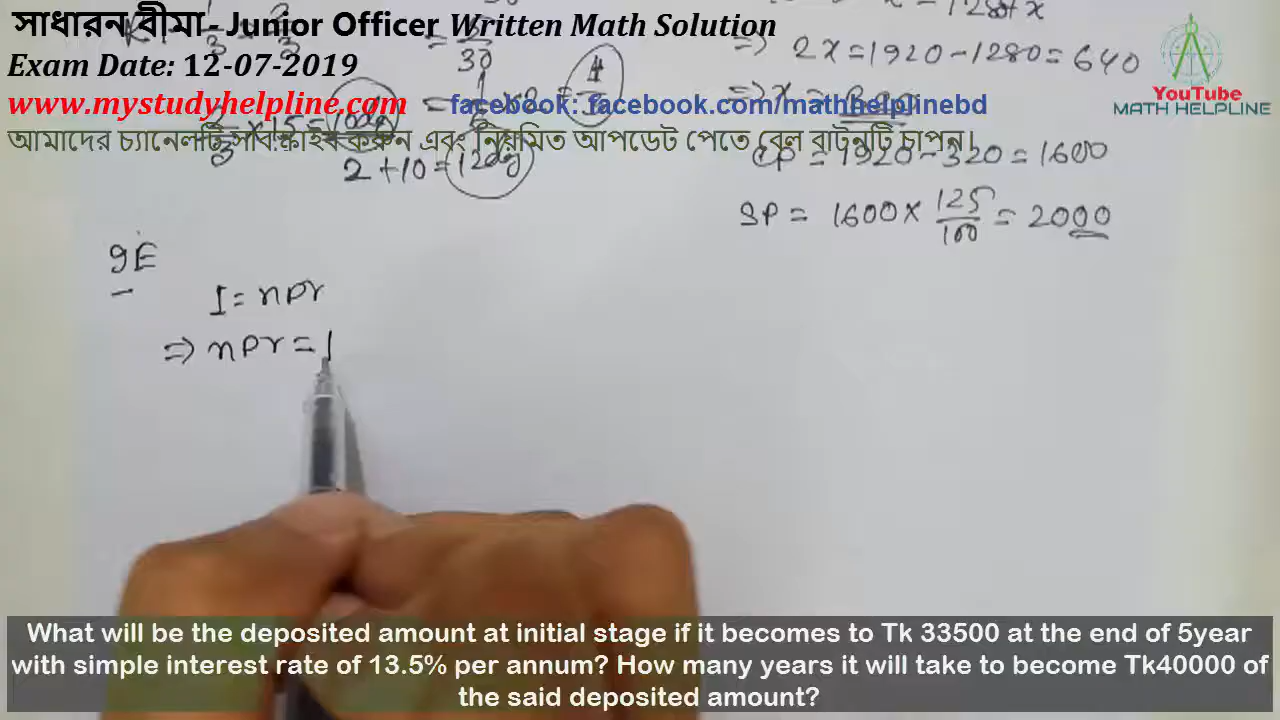 সাধারন বীমা- Junior Officer Written Math Solution
= 1280+x
Exam Date: 12-07-2019
30
⇒ 2x = 1920 - 1280 = 640
www.mystudyhelpline.com facebook: facebook.com/mathhelplinebd
YouTube
MATH HELPLINE
আমাদের চ্যানেলটি সাবস্ক্রাইব করুন এবং নিয়মিত আপডেট পেতে বেল বাটনটি চাপন।
2 + 10 = 12
CP = 1920 - 320 = 1600
SP = 1600 × 125/100 = 2000
9E
I = npr
⇒ npr = I
What will be the deposited amount at initial stage if it becomes to Tk 33500 at the end of 5year
with simple interest rate of 13.5% per annum? How many years it will take to become Tk40000 of
the said deposited amount?